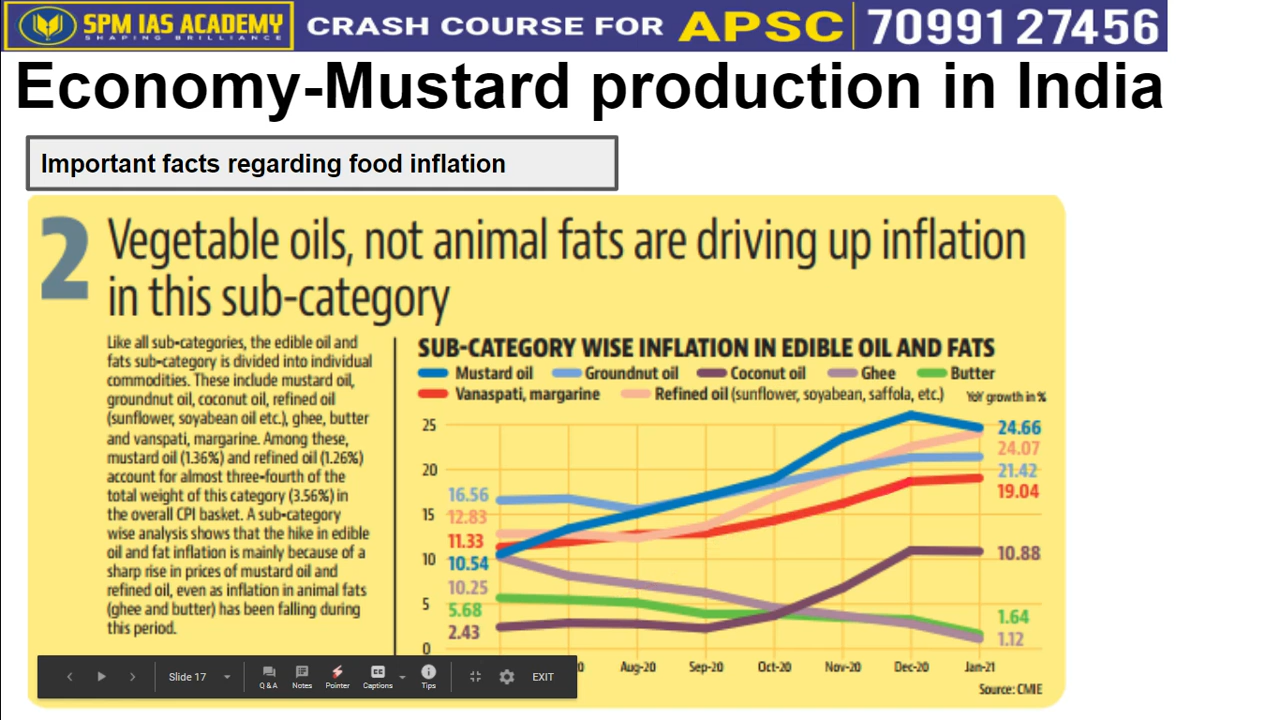 SPM IAS ACADEMY
SHAPING BRILLIANCE
CRASH COURSE FOR APSC 7099127456
Economy-Mustard production in India
Important facts regarding food inflation
2
Vegetable oils, not animal fats are driving up inflation
in this sub-category
Like all sub-categories, the edible oil and
fats sub-category is divided into individual
commodities. These include mustard oil,
groundnut oil, coconut oil, refined oil
(sunflower, soyabean oil etc.), ghee, butter
and vanspati, margarine. Among these,
mustard oil (1.36%) and refined oil (1.26%)
account for almost three-fourth of the
total weight of this category (3.56%) in
the overall CPI basket. A sub-category
wise analysis shows that the hike in edible
oil and fat inflation is mainly because of a
sharp rise in prices of mustard oil and
refined oil, even as inflation in animal fats
(ghee and butter) has been falling during
this period.
SUB-CATEGORY WISE INFLATION IN EDIBLE OIL AND FATS
Mustard oil Groundnut oil Coconut oil Ghee Butter
Vanaspati, margarine Refined oil (sunflower, soyabean, saffola, etc.) YoY growth in %
25
20
15
10
5
0
16.56
12.83
11.33
10.54
10.25
5.68
2.43
24.66
24.07
21.42
19.04
10.88
1.64
1.12
0 Aug-20 Sep-20 Oct-20 Nov-20 Dec-20 Jan-21
Source: CMIE
Slide 17 Q & A Notes Pointer Captions Tips EXIT